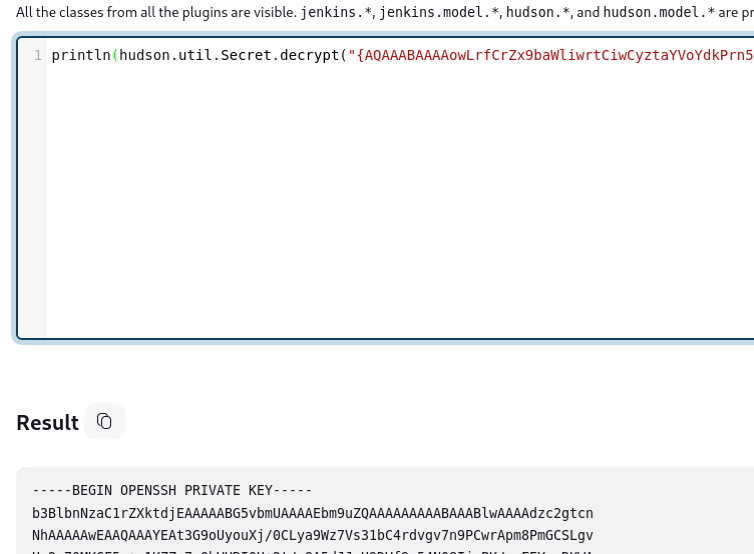 All the classes from all the plugins are visible. jenkins.*, jenkins.model.*, hudson.*, and hudson.model.* are pr
1 println(hudson.util.Secret.decrypt("{AQAAABAAAAowLrfCrZx9baWliwrtCiwCyztaYVoYdkPrn5
Result
-----BEGIN OPENSSH PRIVATE KEY-----
b3BlbnNzaC1rZXktdjEAAAAABG5vbmUAAAAEbm9uZQAAAAAAAAABAAABlwAAAAdzc2gtcn
NhAAAAAwEAAQAAAYEAt3G9oUyouXj/0CLya9Wz7Vs31bC4rdvgv7n9PCwrApm8PmGCSLgv